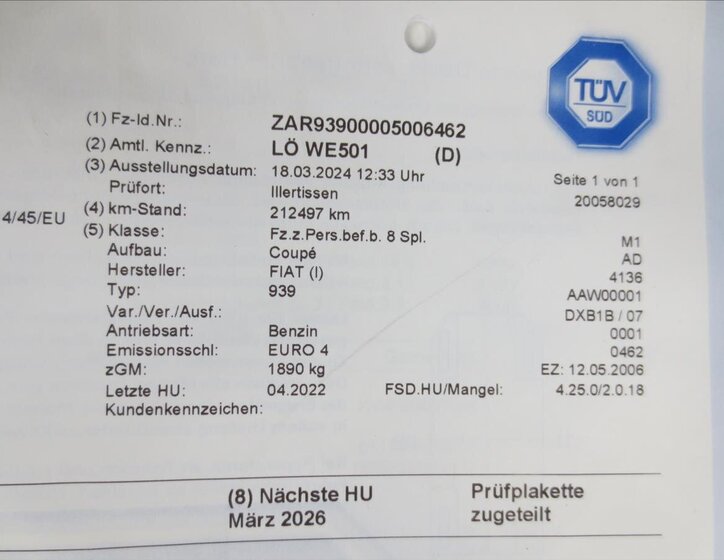 TÜV
SÜD
(1) Fz-Id.Nr.: ZAR93900005006462
(2) Amtl. Kennz.: LÖ WE501 (D)
(3) Ausstellungsdatum: 18.03.2024 12:33 Uhr Seite 1 von 1
Prüfort: Illertissen 20058029
4/45/EU (4) km-Stand: 212497 km
(5) Klasse: Fz.z.Pers.bef.b. 8 Spl. M1
Aufbau: Coupé AD
Hersteller: FIAT (I) 4136
Typ: 939 AAW00001
Var./Ver./Ausf.: DXB1B / 07
Antriebsart: Benzin 0001
Emissionsschl: EURO 4 0462
zGM: 1890 kg EZ: 12.05.2006
Letzte HU: 04.2022 FSD.HU/Mangel: 4.25.0/2.0.18
Kundenkennzeichen:
(8) Nächste HU Prüfplakette
März 2026 zugeteilt